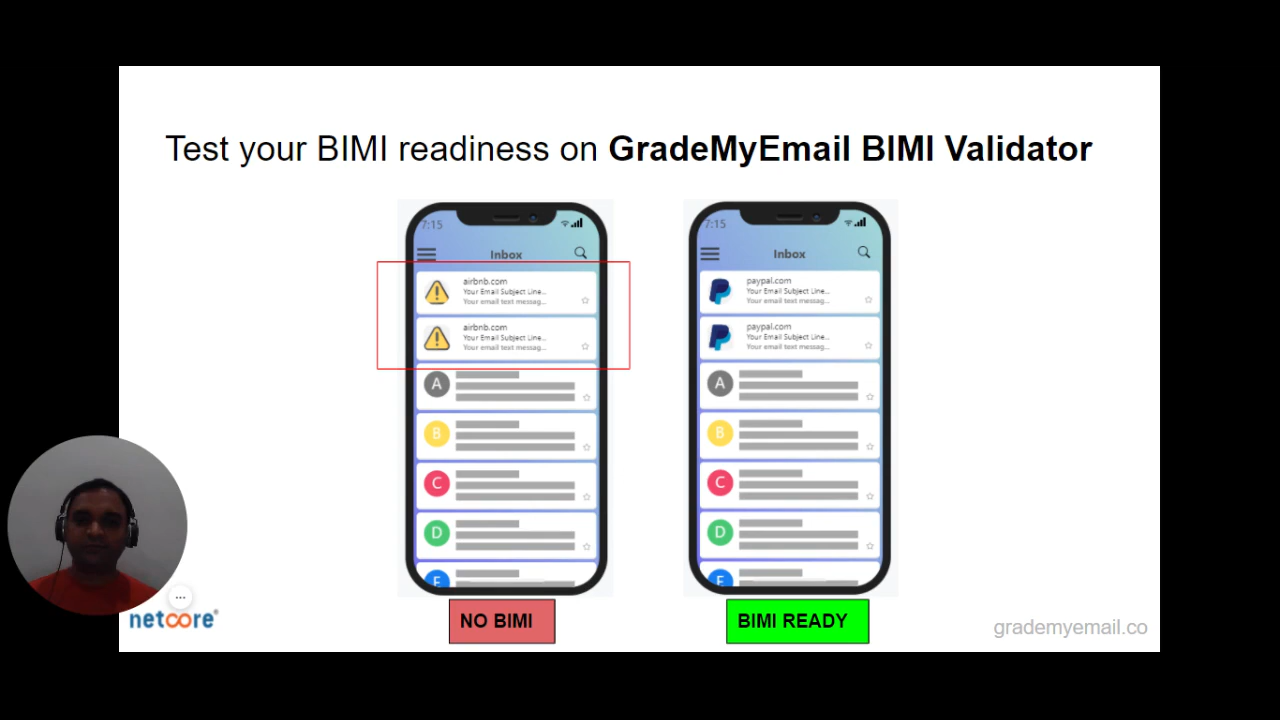 Test your BIMI readiness on GradeMyEmail BIMI Validator
7:15
Inbox
airbnb.com
Your Email Subject Line...
Your email text messag...
airbnb.com
Your Email Subject Line...
Your email text messag...
A
B
C
D
E
NO BIMI
7:15
Inbox
paypal.com
Your Email Subject Line...
Your email text messag...
paypal.com
Your Email Subject Line...
Your email text messag...
A
B
C
D
E
BIMI READY
netcore®
grademyemail.co